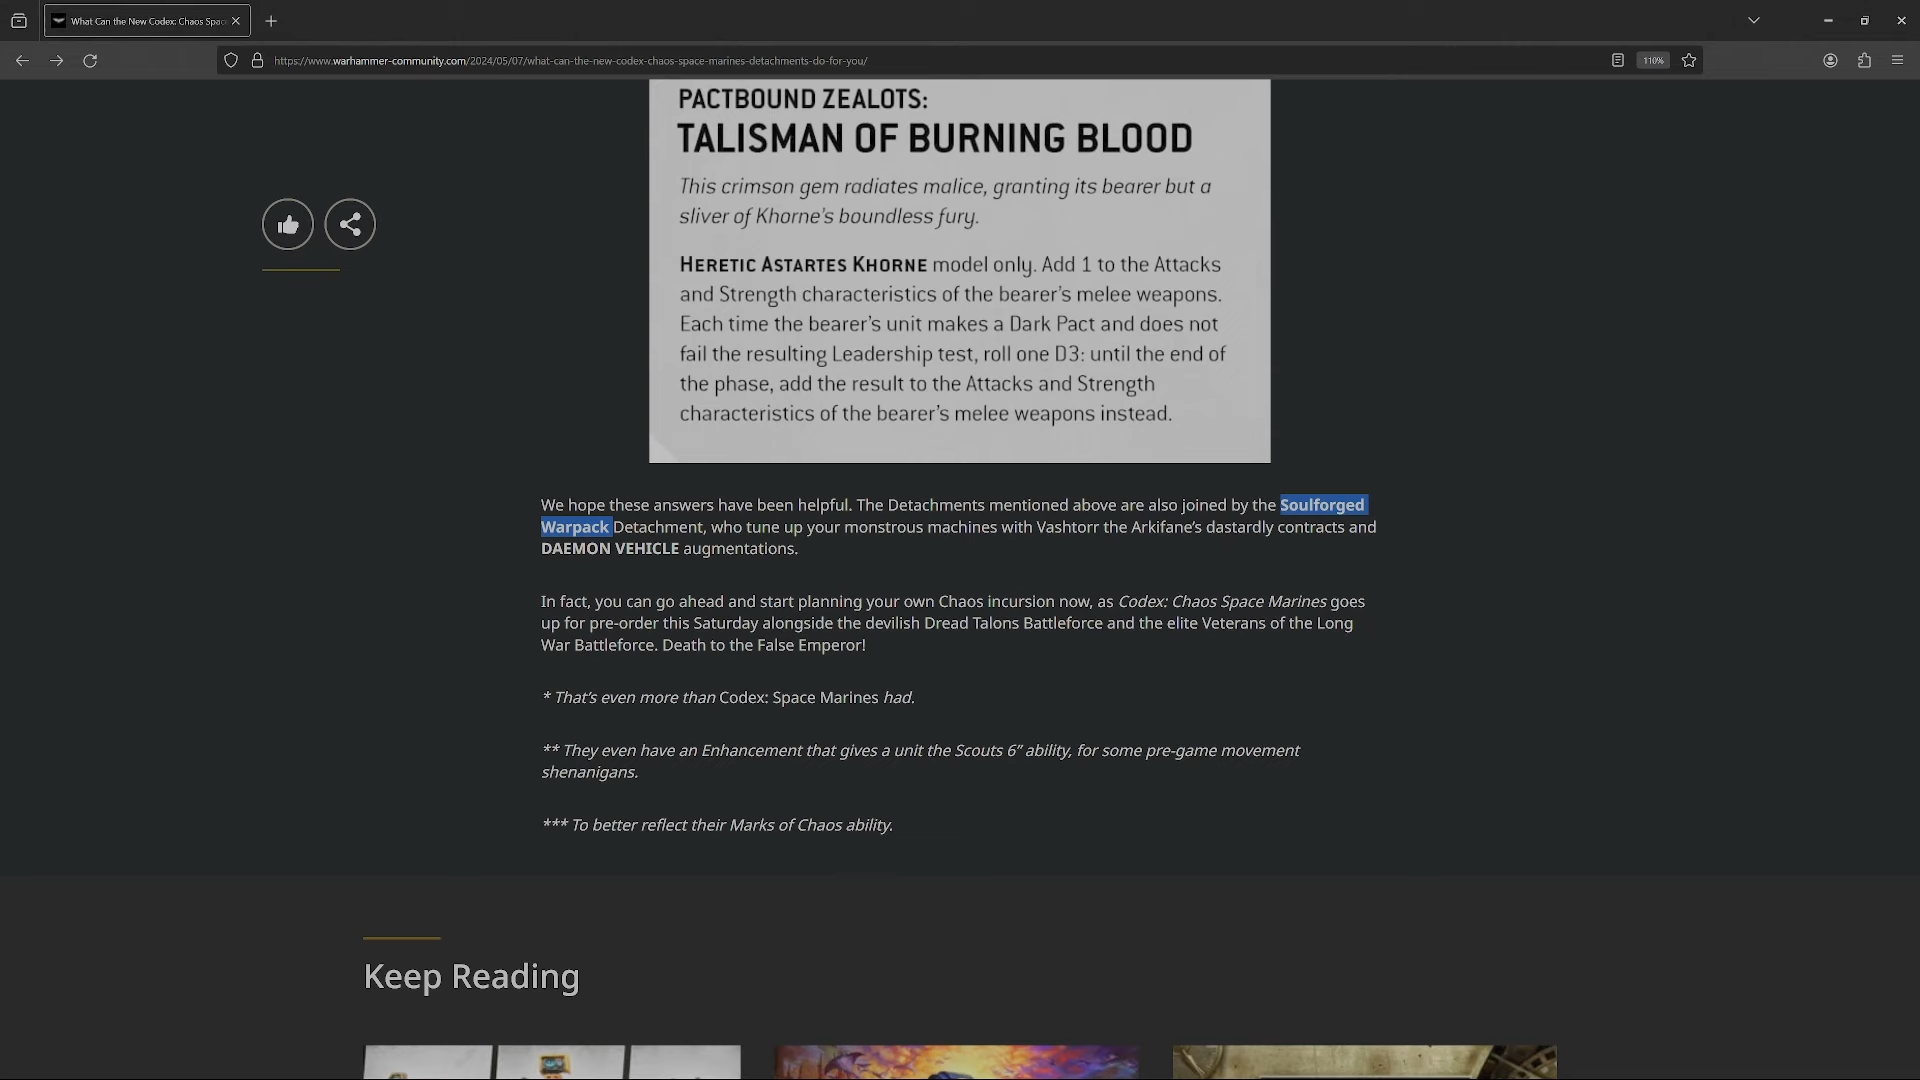 What Can the New Codex: Chaos Spac
https://www.warhammer-community.com/2024/05/07/what-can-the-new-codex-chaos-space-marines-detachments-do-for-you/
110%
PACTBOUND ZEALOTS:
TALISMAN OF BURNING BLOOD
This crimson gem radiates malice, granting its bearer but a
sliver of Khorne's boundless fury.
HERETIC ASTARTES KHORNE model only. Add 1 to the Attacks
and Strength characteristics of the bearer's melee weapons.
Each time the bearer's unit makes a Dark Pact and does not
fail the resulting Leadership test, roll one D3: until the end of
the phase, add the result to the Attacks and Strength
characteristics of the bearer's melee weapons instead.
We hope these answers have been helpful. The Detachments mentioned above are also joined by the Soulforged
Warpack Detachment, who tune up your monstrous machines with Vashtorr the Arkifane's dastardly contracts and
DAEMON VEHICLE augmentations.
In fact, you can go ahead and start planning your own Chaos incursion now, as Codex: Chaos Space Marines goes
up for pre-order this Saturday alongside the devilish Dread Talons Battleforce and the elite Veterans of the Long
War Battleforce. Death to the False Emperor!
* That's even more than Codex: Space Marines had.
** They even have an Enhancement that gives a unit the Scouts 6” ability, for some pre-game movement
shenanigans.
*** To better reflect their Marks of Chaos ability.
Keep Reading